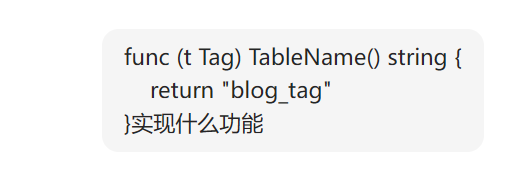 func (t Tag) TableName() string {
    return "blog_tag"
}实现什么功能